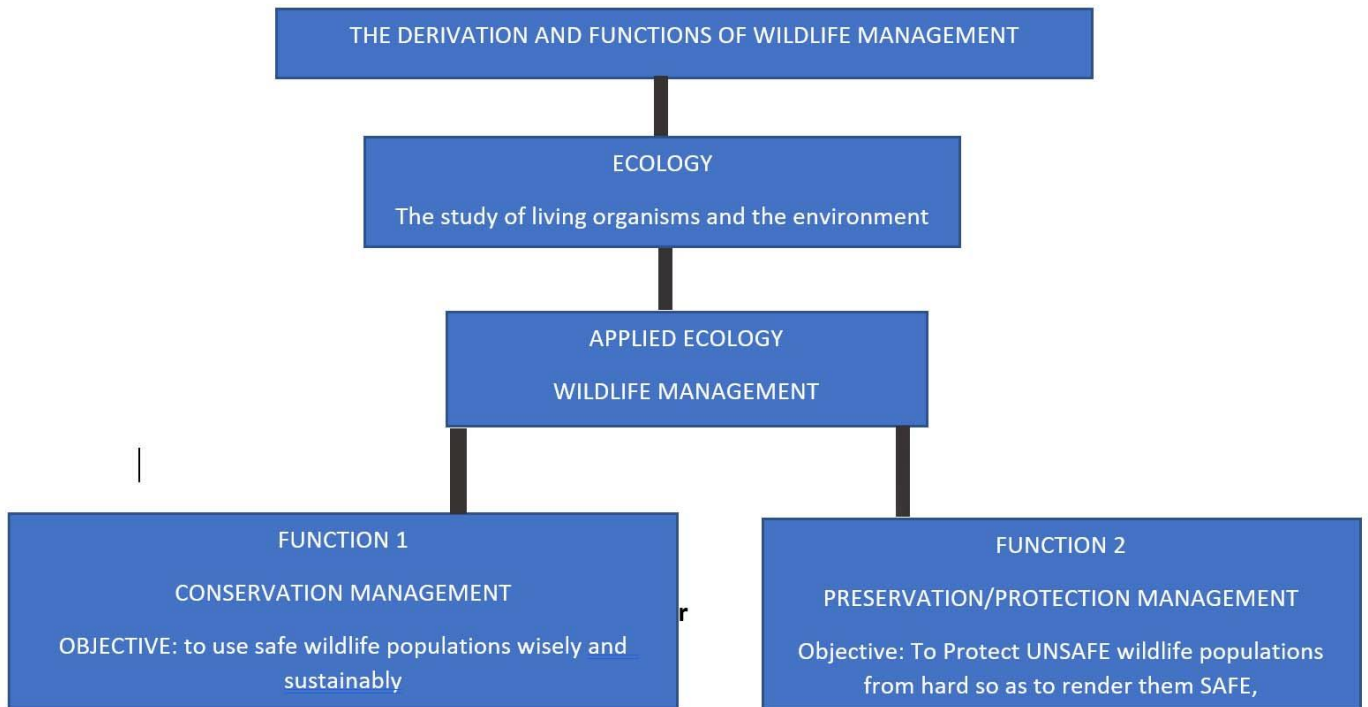 THE DERIVATION AND FUNCTIONS OF WILDLIFE MANAGEMENT
ECOLOGY
The study of living organisms and the environment
APPLIED ECOLOGY
WILDLIFE MANAGEMENT
FUNCTION 1
CONSERVATION MANAGEMENT
OBJECTIVE: to use safe wildlife populations wisely and
sustainably
r
FUNCTION 2
PRESERVATION/PROTECTION MANAGEMENT
Objective: To Protect UNSAFE wildlife populations
from hard so as to render them SAFE,